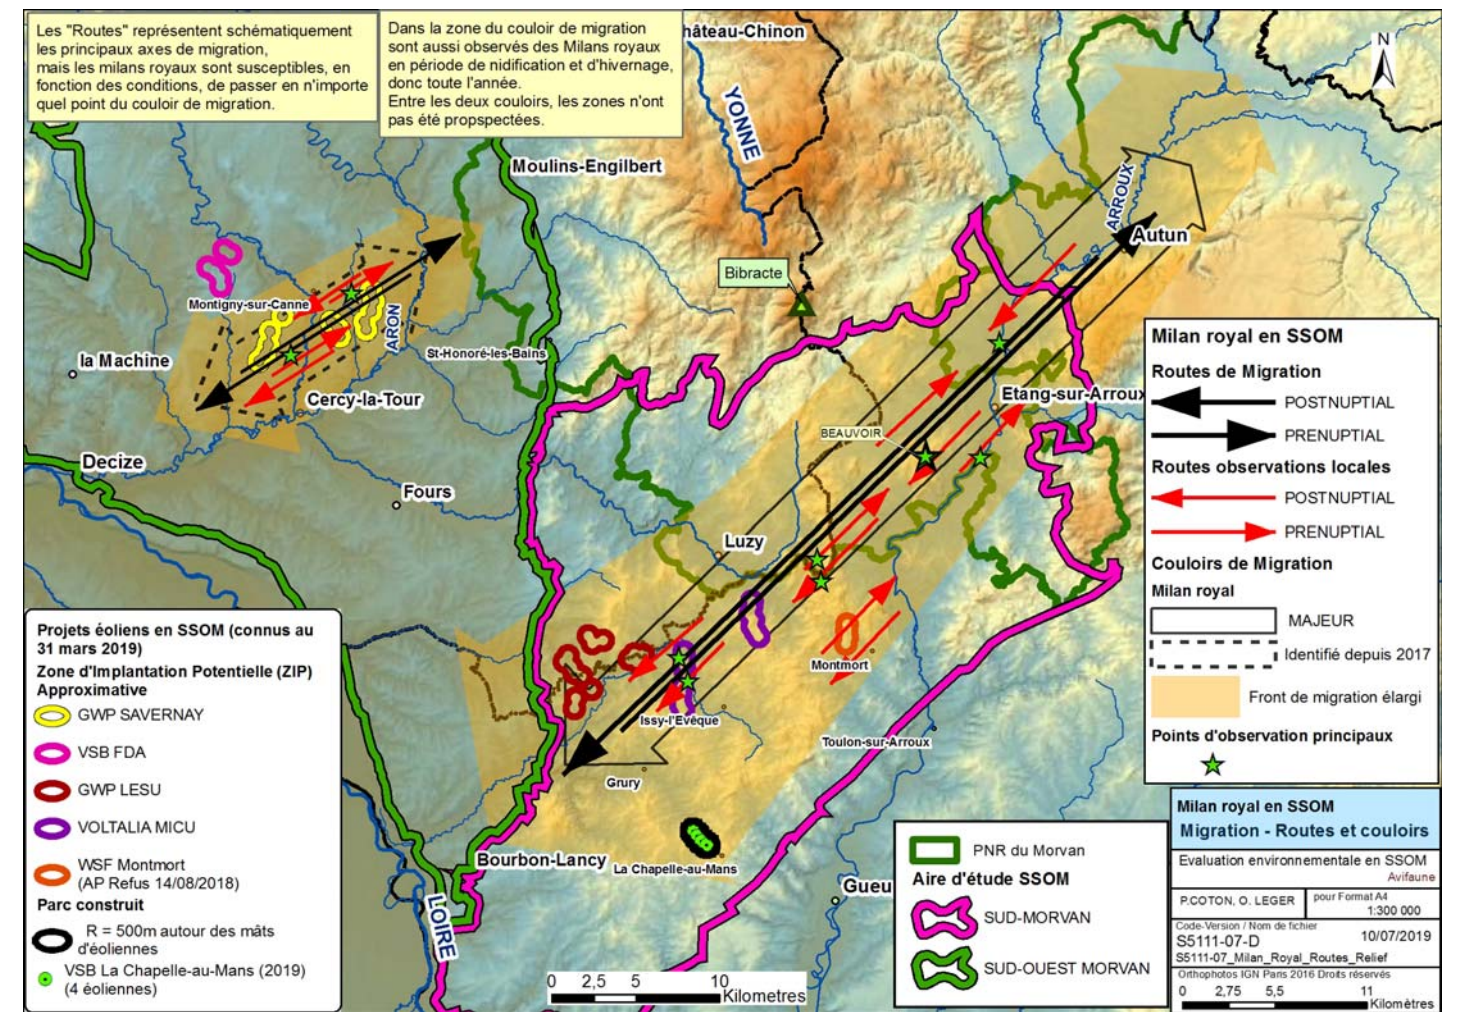 Les "Routes" représentent schématiquement
les principaux axes de migration,
mais les milans royaux sont susceptibles, en
fonction des conditions, de passer en n'importe
quel point du couloir de migration.
Dans la zone du couloir de migration
sont aussi observés des Milans royaux
en période de nidification et d'hivernage,
donc toute l'année.
Entre les deux couloirs, les zones n'ont
pas été propspectées.
hâteau-Chinon
N
YONNE
Moulins-Engilbert
ARROUX
Autun
Bibracte
Montigny-sur-Canne
ARON
la Machine
St-Honoré-les-Bains
Cercy-la-Tour
Etang-sur-Arroux
BEAUVOIR
Decize
Fours
Luzy
Montmort
Issy-l'Evêque
Toulon-sur-Arroux
Grury
Bourbon-Lancy
La Chapelle-au-Mans
Gueu
LOIRE
Milan royal en SSOM
Routes de Migration
POSTNUPTIAL
PRENUPTIAL
Routes observations locales
POSTNUPTIAL
PRENUPTIAL
Couloirs de Migration
Milan royal
MAJEUR
Identifié depuis 2017
Front de migration élargi
Points d'observation principaux
Projets éoliens en SSOM (connus au
31 mars 2019)
Zone d'Implantation Potentielle (ZIP)
Approximative
GWP SAVERNAY
VSB FDA
GWP LESU
VOLTALIA MICU
WSF Montmort
(AP Refus 14/08/2018)
Parc construit
R = 500m autour des mâts
d'éoliennes
VSB La Chapelle-au-Mans (2019)
(4 éoliennes)
0 2,5 5 10
Kilometres
PNR du Morvan
Aire d'étude SSOM
SUD-MORVAN
SUD-OUEST MORVAN
Milan royal en SSOM
Migration - Routes et couloirs
Evaluation environnementale en SSOM
Avifaune
P.COTON, O. LEGER
pour Format A4
1:300 000
Code-Version / Nom de fichier
S5111-07-D 10/07/2019
S5111-07_Milan_Royal_Routes_Relief
Orthophotos IGN Paris 2016 Droits réservés
0 2,75 5,5 11
Kilomètres